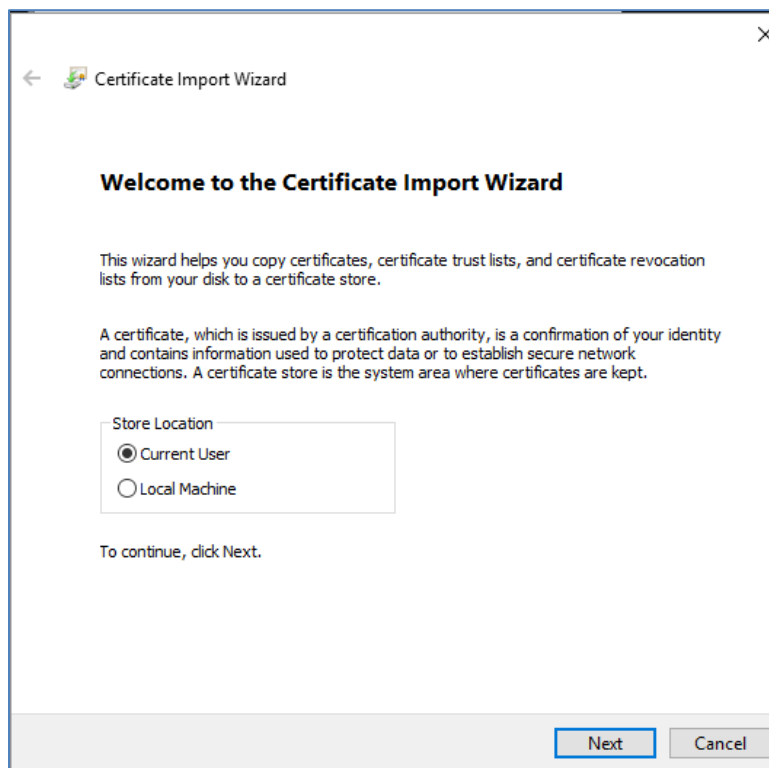 Certificate Import Wizard
Welcome to the Certificate Import Wizard
This wizard helps you copy certificates, certificate trust lists, and certificate revocation
lists from your disk to a certificate store.
A certificate, which is issued by a certification authority, is a confirmation of your identity
and contains information used to protect data or to establish secure network
connections. A certificate store is the system area where certificates are kept.
Store Location
Current User
Local Machine
To continue, click Next.
Next Cancel